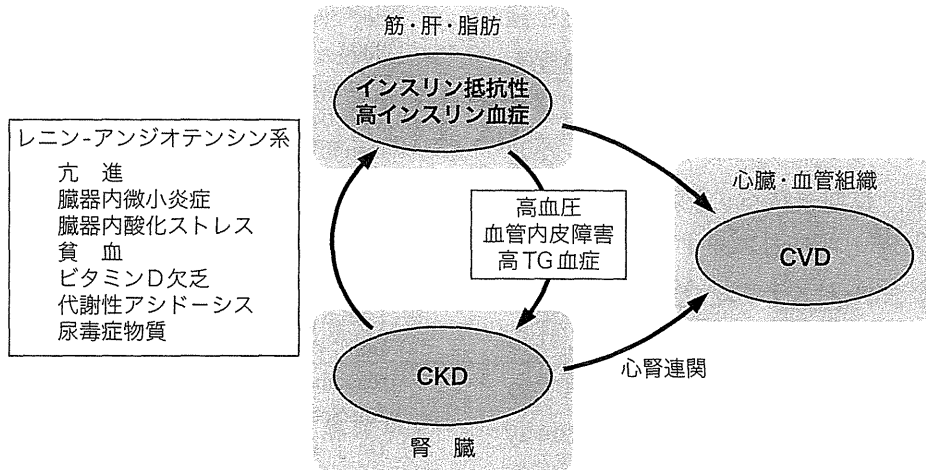 筋・肝・脂肪
インスリン抵抗性
高インスリン血症
レニン-アンジオテンシン系
亢 進
臓器内微小炎症
臓器内酸化ストレス
貧 血
ビタミンD欠乏
代謝性アシドーシス
尿毒症物質
高血圧
血管内皮障害
高TG血症
心臓・血管組織
CVD
CKD
心腎連関
腎 臓